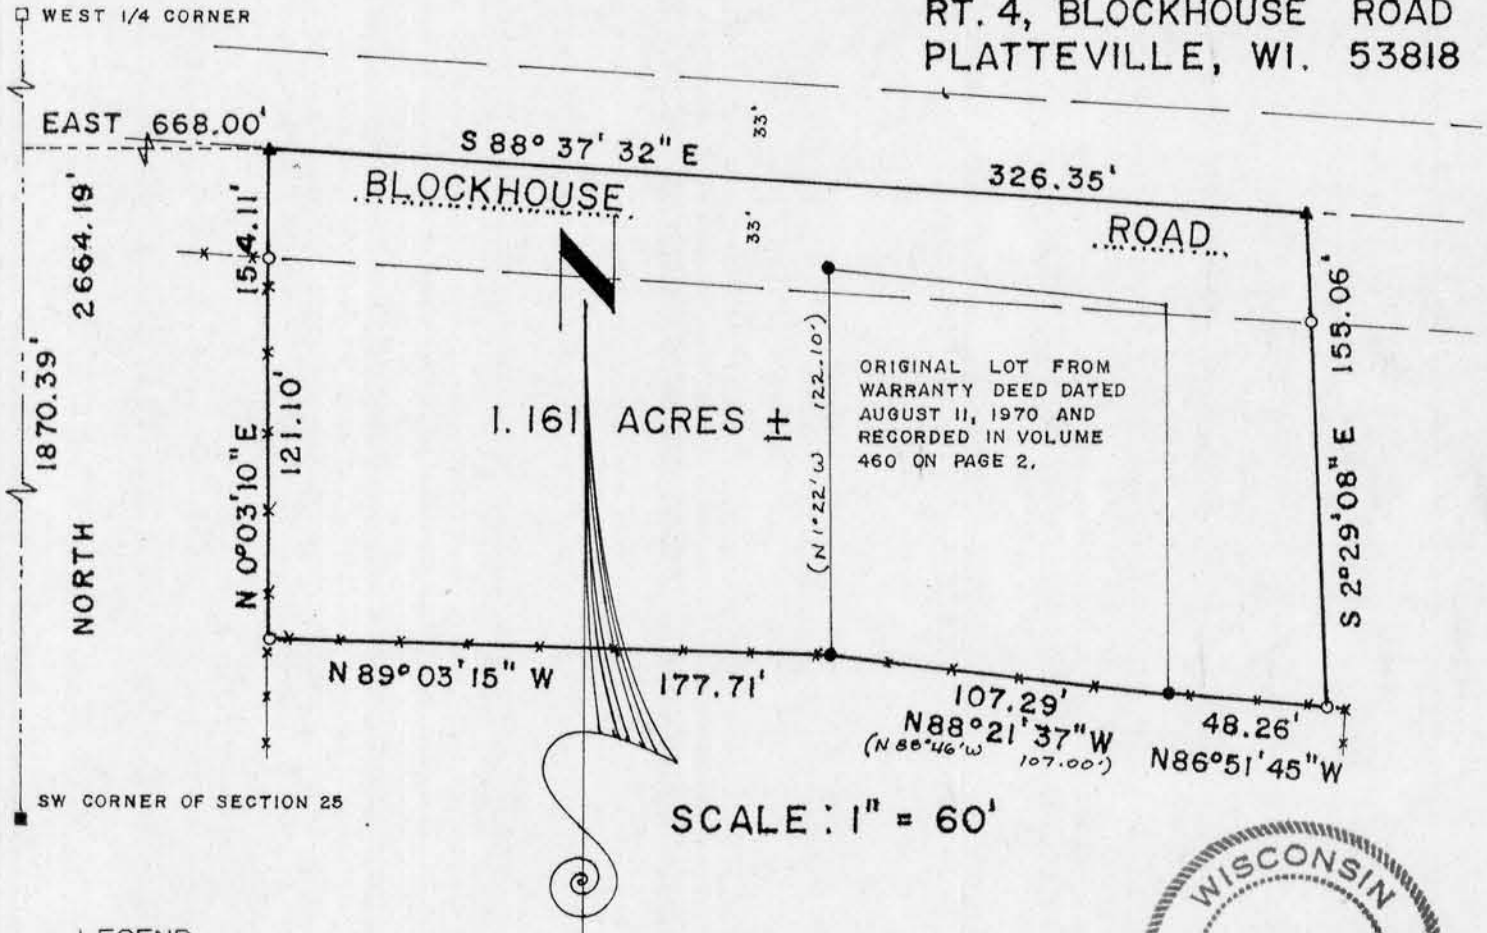 WEST 1/4 CORNER
RT. 4, BLOCKHOUSE ROAD
PLATTEVILLE, WI. 53818
EAST 668.00'
S 88° 37' 32" E
33'
326.35'
BLOCKHOUSE
33'
ROAD
2664.19'
1870.39'
NORTH
154.11'
N 0°03'10" E
121.10'
1.161 ACRES ±
(N 1°22' W 122.10')
ORIGINAL LOT FROM
WARRANTY DEED DATED
AUGUST 11, 1970 AND
RECORDED IN VOLUME
460 ON PAGE 2.
155.06'
S 2°29'08" E
N 89° 03' 15" W
177.71'
107.29'
N88°21'37"W
(N 88°46' W
107.00')
48.26'
N86°51'45"W
SW CORNER OF SECTION 25
SCALE : 1" = 60'
WISCONSIN
LEGEND